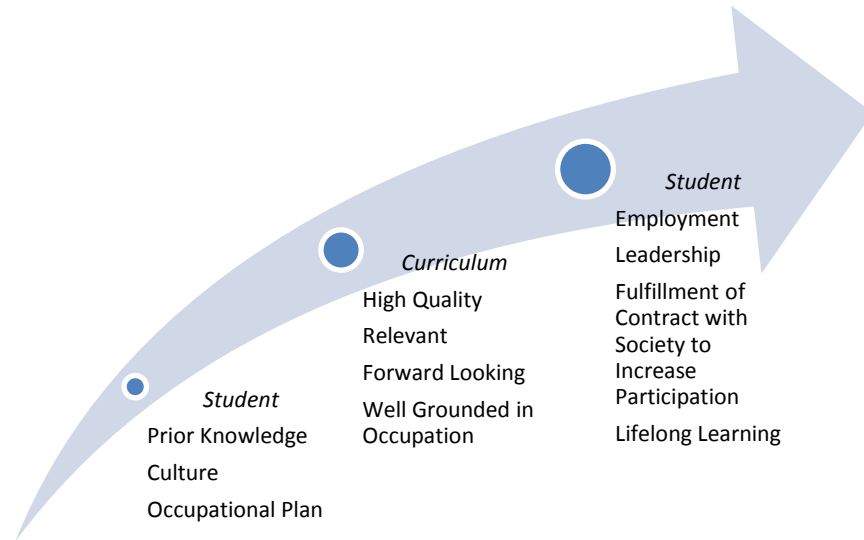 Student
Prior Knowledge
Culture
Occupational Plan
Curriculum
High Quality
Relevant
Forward Looking
Well Grounded in
Occupation
Student
Employment
Leadership
Fulfillment of
Contract with
Society to
Increase
Participation
Lifelong Learning